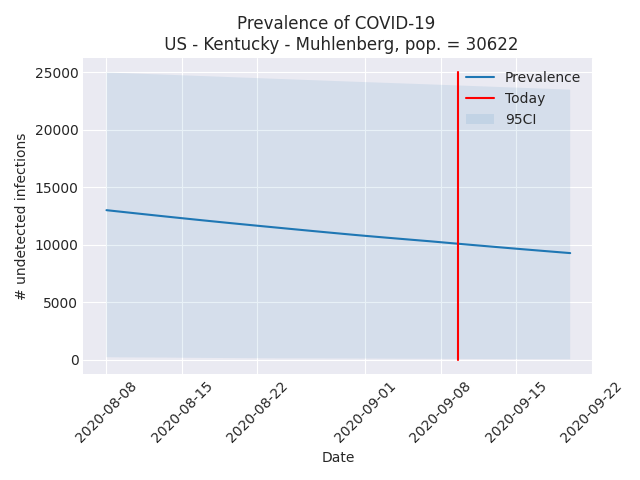 Prevalence of COVID-19
US - Kentucky - Muhlenberg, pop. = 30622
# undetected infections
25000
20000
15000
10000
5000
0
Prevalence
Today
95CI
2020-08-08
2020-08-15
2020-08-22
2020-09-01
2020-09-08
2020-09-15
2020-09-22
Date